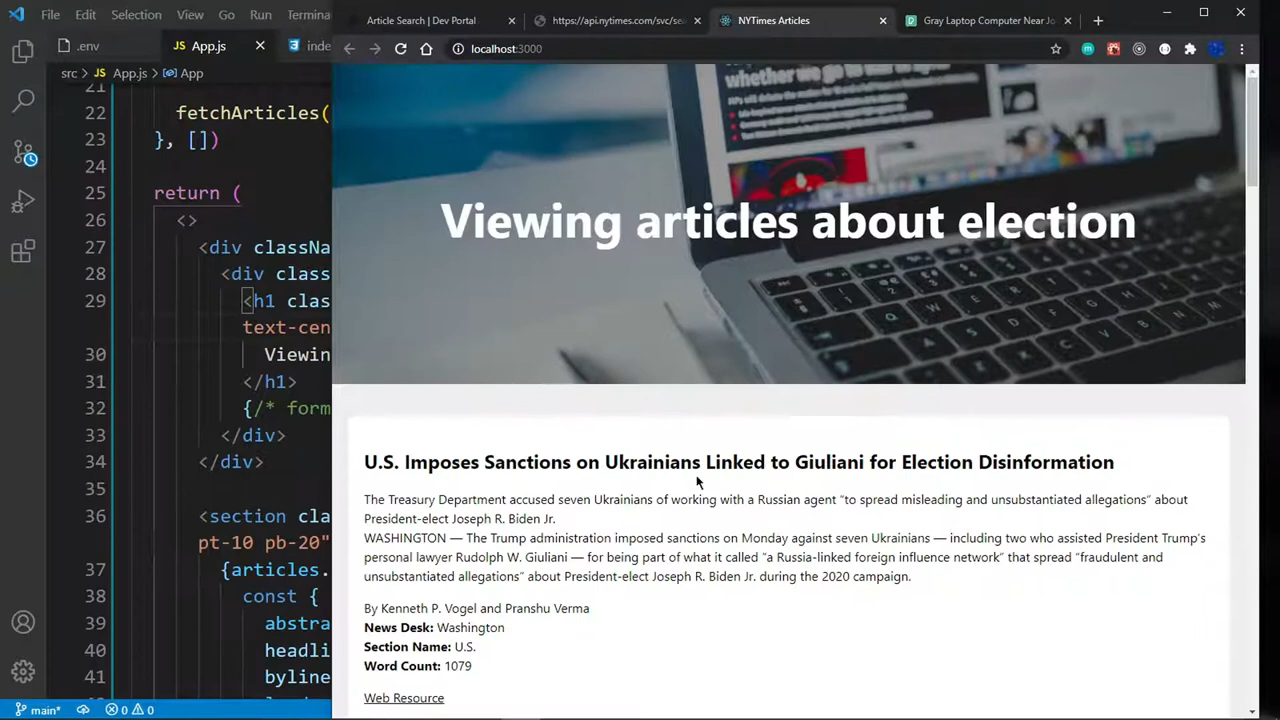 File Edit Selection View Go Run Terminal
Article Search | Dev Portal
https://api.nytimes.com/svc/se
NYTimes Articles
Gray Laptop Computer Near Jo
localhost:3000
.env
JS App.js
inde
src > JS App.js > App
21
22 fetchArticles(
23 }, [])
24
25 return (
26 <>
27 <div classNa
28 <div class
29 <h1 clas
text-cen
30 Viewin
31 </h1>
32 {/* form
33 </div>
34 </div>
35
36 <section cla
pt-10 pb-20"
37 {articles.
38 const {
39 abstra
40 headli
41 byline
main*
0 0
whether we go to
Viewing articles about election
U.S. Imposes Sanctions on Ukrainians Linked to Giuliani for Election Disinformation
The Treasury Department accused seven Ukrainians of working with a Russian agent “to spread misleading and unsubstantiated allegations” about
President-elect Joseph R. Biden Jr.
WASHINGTON — The Trump administration imposed sanctions on Monday against seven Ukrainians — including two who assisted President Trump’s
personal lawyer Rudolph W. Giuliani — for being part of what it called “a Russia-linked foreign influence network” that spread “fraudulent and
unsubstantiated allegations” about President-elect Joseph R. Biden Jr. during the 2020 campaign.
By Kenneth P. Vogel and Pranshu Verma
News Desk: Washington
Section Name: U.S.
Word Count: 1079
Web Resource